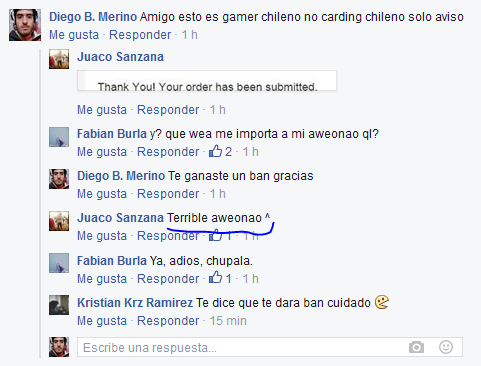 Diego B. Merino Amigo esto es gamer chileno no carding chileno solo aviso
Me gusta · Responder · 1 h
Juaco Sanzana
Thank You! Your order has been submitted.
Me gusta · Responder · 1 h
Fabian Burla y? que wea me importa a mi aweonao ql?
Me gusta · Responder · 2 · 1 h
Diego B. Merino Te ganaste un ban gracias
Me gusta · Responder · 1 h
Juaco Sanzana Terrible aweonao ^
Me gusta · Responder · 1 · 1 h
Fabian Burla Ya, adios, chupala.
Me gusta · Responder · 1 · 1 h
Kristian Krz Ramirez Te dice que te dara ban cuidado
Me gusta · Responder · 15 min
Escribe una respuesta...